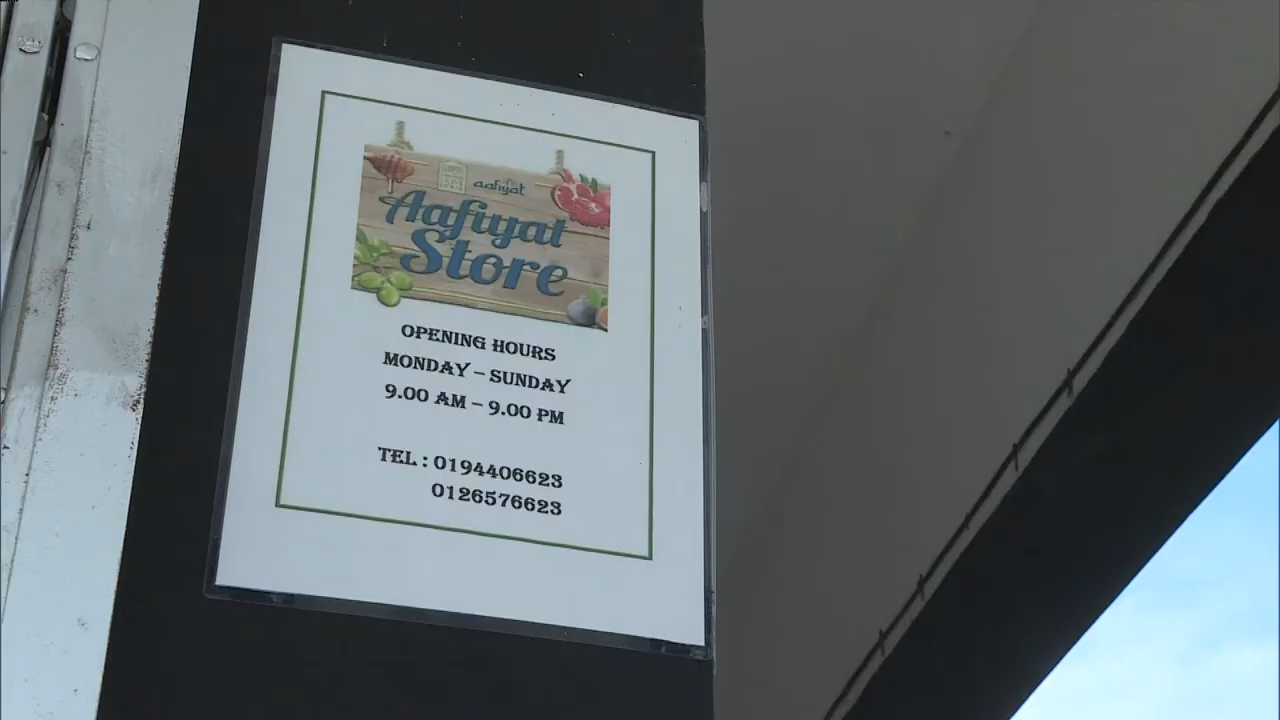 aafiyat
Aafiyat
Store
OPENING HOURS
MONDAY – SUNDAY
9.00 AM – 9.00 PM
TEL : 0194406623
0126576623